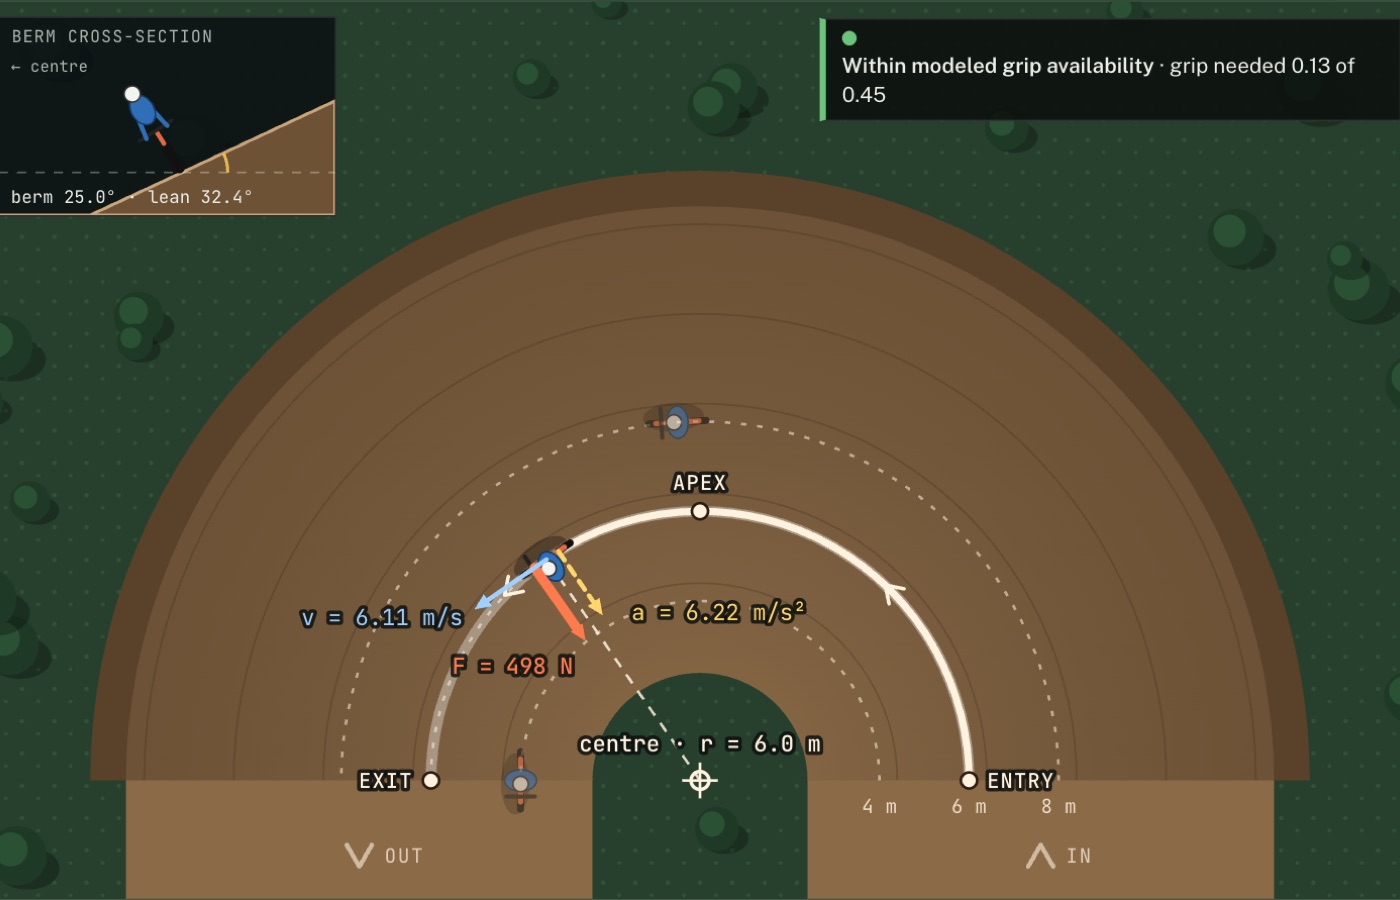 BERM CROSS-SECTION
← centre
berm 25.0° · lean 32.4°
Within modeled grip availability · grip needed 0.13 of
0.45
APEX
v = 6.11 m/s
a = 6.22 m/s²
F = 498 N
centre · r = 6.0 m
EXIT
ENTRY
4 m
6 m
8 m
OUT
IN